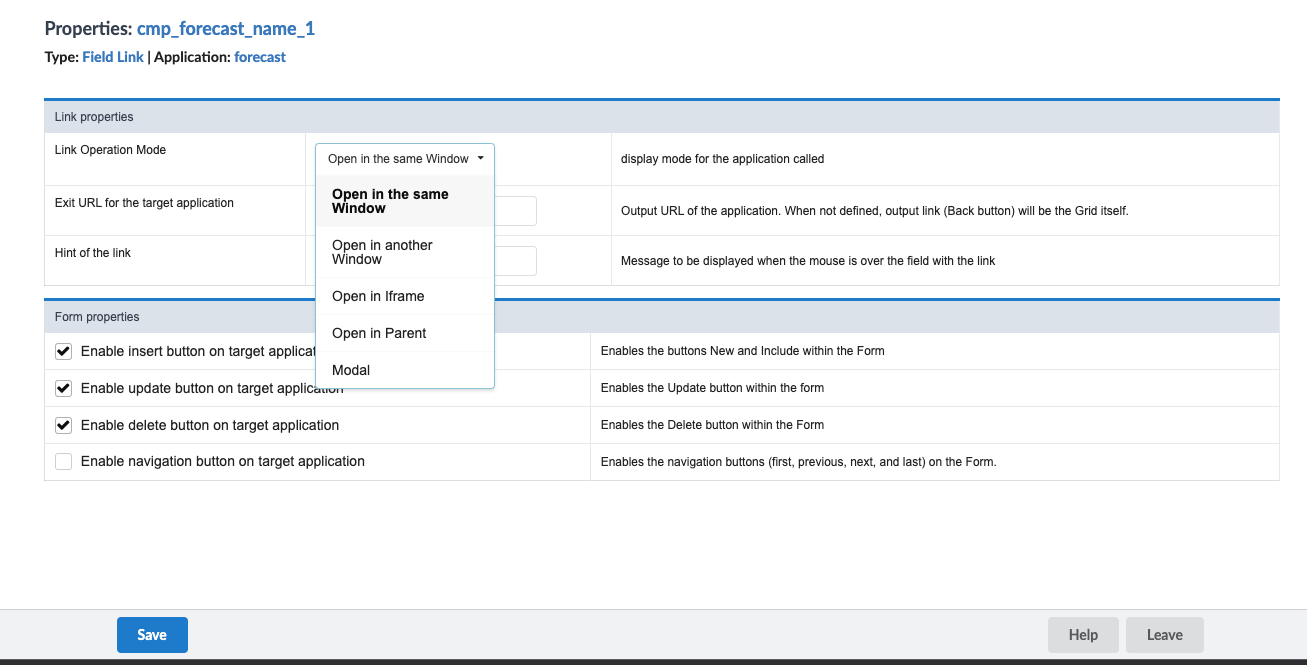 Properties: cmp_forecast_name_1
Type: Field Link | Application: forecast
Link properties
Link Operation Mode
Open in the same Window
display mode for the application called
Open in the same
Window
Open in another
Window
Open in Iframe
Open in Parent
Modal
Exit URL for the target application
Output URL of the application. When not defined, output link (Back button) will be the Grid itself.
Hint of the link
Message to be displayed when the mouse is over the field with the link
Form properties
Enable insert button on target applicat
Enables the buttons New and Include within the Form
Enable update button on target application
Enables the Update button within the form
Enable delete button on target application
Enables the Delete button within the Form
Enable navigation button on target application
Enables the navigation buttons (first, previous, next, and last) on the Form.
Save
Help
Leave